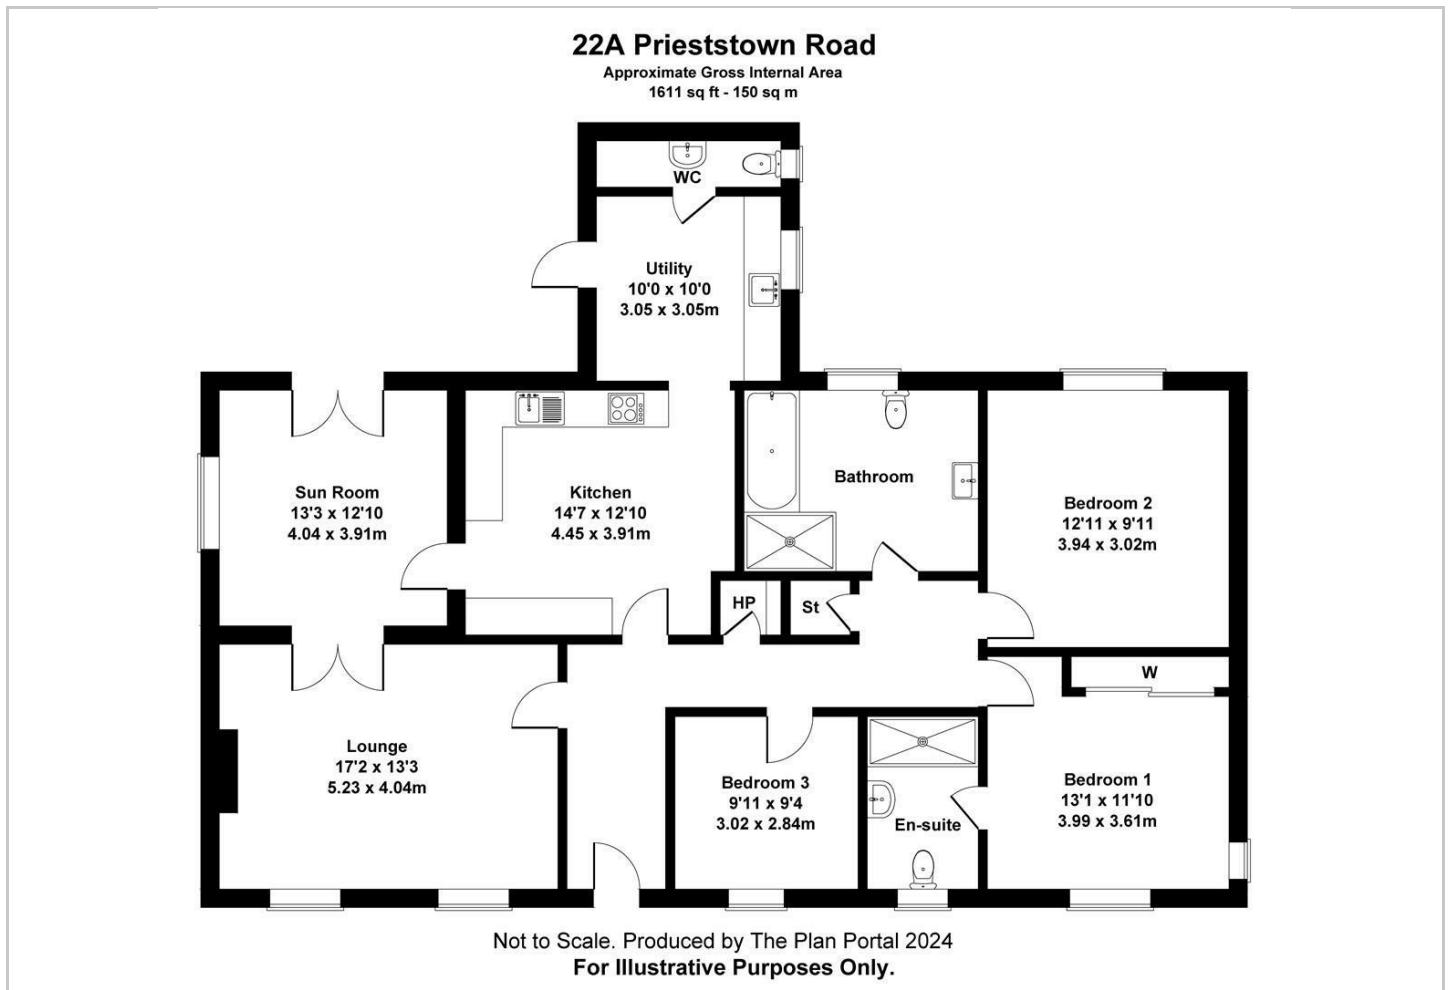 22A Prieststown Road
Approximate Gross Internal Area
1611 sq ft - 150 sq m
WC
Utility
10'0 x 10'0
3.05 x 3.05m
Sun Room
13'3 x 12'10
4.04 x 3.91m
Kitchen
14'7 x 12'10
4.45 x 3.91m
Bathroom
Bedroom 2
12'11 x 9'11
3.94 x 3.02m
HP
St
W
Lounge
17'2 x 13'3
5.23 x 4.04m
Bedroom 3
9'11 x 9'4
3.02 x 2.84m
En-suite
Bedroom 1
13'1 x 11'10
3.99 x 3.61m
Not to Scale. Produced by The Plan Portal 2024
For Illustrative Purposes Only.